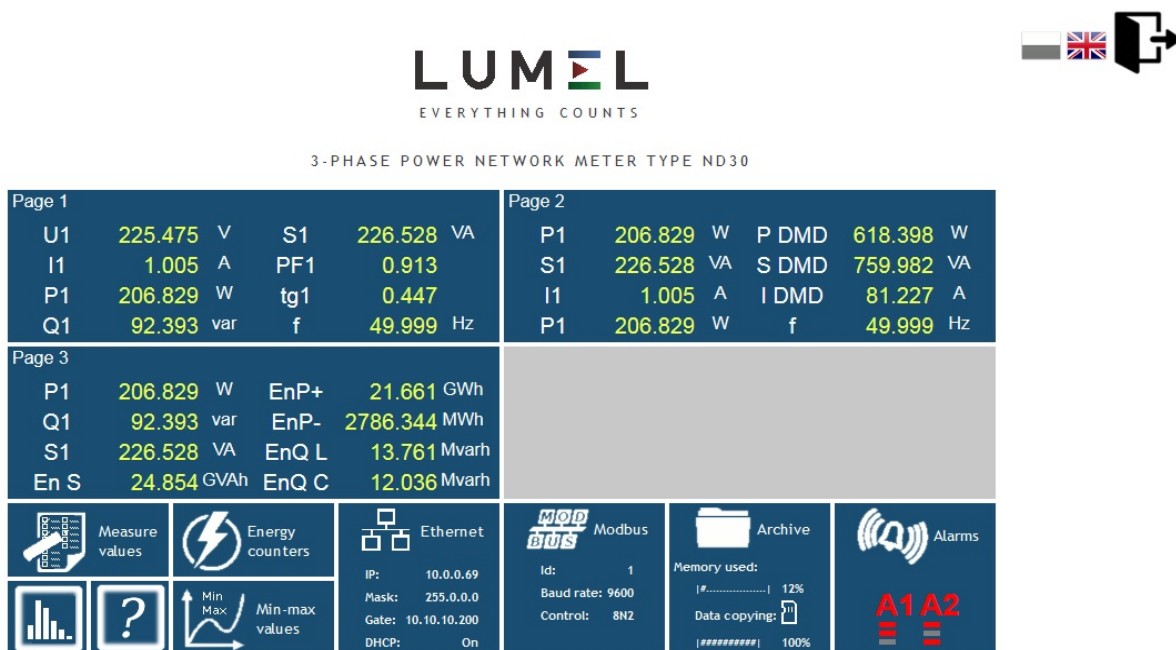 LUMEL
EVERYTHING COUNTS
3-PHASE POWER NETWORK METER TYPE ND30
Page 1
U1 225.475 V S1 226.528 VA
I1 1.005 A PF1 0.913
P1 206.829 W tg1 0.447
Q1 92.393 var f 49.999 Hz
Page 2
P1 206.829 W P DMD 618.398 W
S1 226.528 VA S DMD 759.982 VA
I1 1.005 A I DMD 81.227 A
P1 206.829 W f 49.999 Hz
Page 3
P1 206.829 W EnP+ 21.661 GWh
Q1 92.393 var EnP- 2786.344 MWh
S1 226.528 VA EnQ L 13.761 Mvarh
En S 24.854 GVAh EnQ C 12.036 Mvarh
Measure
values
Energy
counters
?
Min
Max
Min-max
values
Ethernet
IP: 10.0.0.69
Mask: 255.0.0.0
Gate: 10.10.10.200
DHCP: On
MOD
BUS
Modbus
Id: 1
Baud rate: 9600
Control: 8N2
Archive
Memory used:
|#..................| 12%
Data copying:
|##########| 100%
Alarms
A1 A2